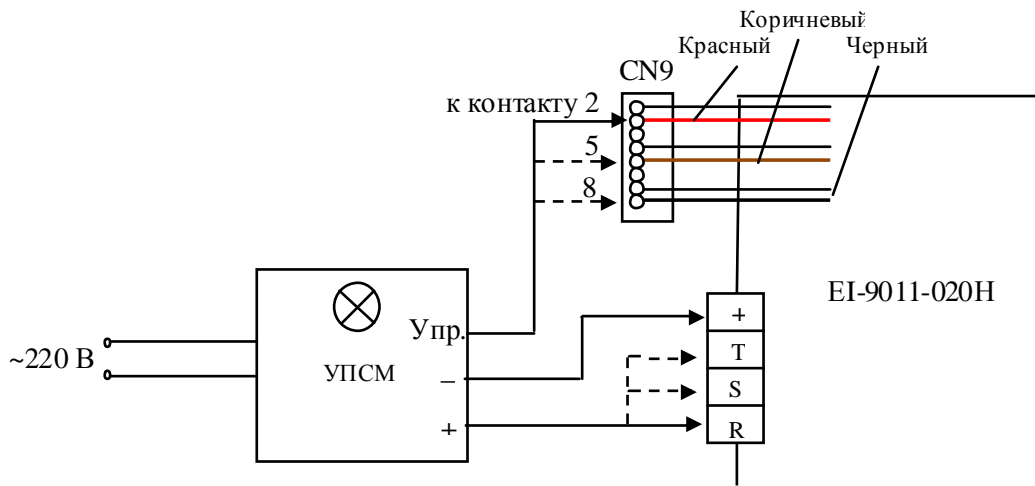 Коричневый
Красный
Черный
CN9
к контакту 2
5
8
EI-9011-020H
Упр.
+
~220 В
УПСМ
T
–
S
+
R